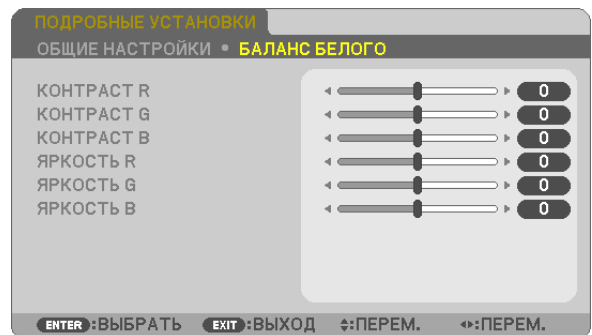 ПОДРОБНЫЕ УСТАНОВКИ
ОБЩИЕ НАСТРОЙКИ • БАЛАНС БЕЛОГО
КОНТРАСТ R 0
КОНТРАСТ G 0
КОНТРАСТ B 0
ЯРКОСТЬ R 0
ЯРКОСТЬ G 0
ЯРКОСТЬ B 0
ENTER :ВЫБРАТЬ EXIT :ВЫХОД :ПЕРЕМ. :ПЕРЕМ.